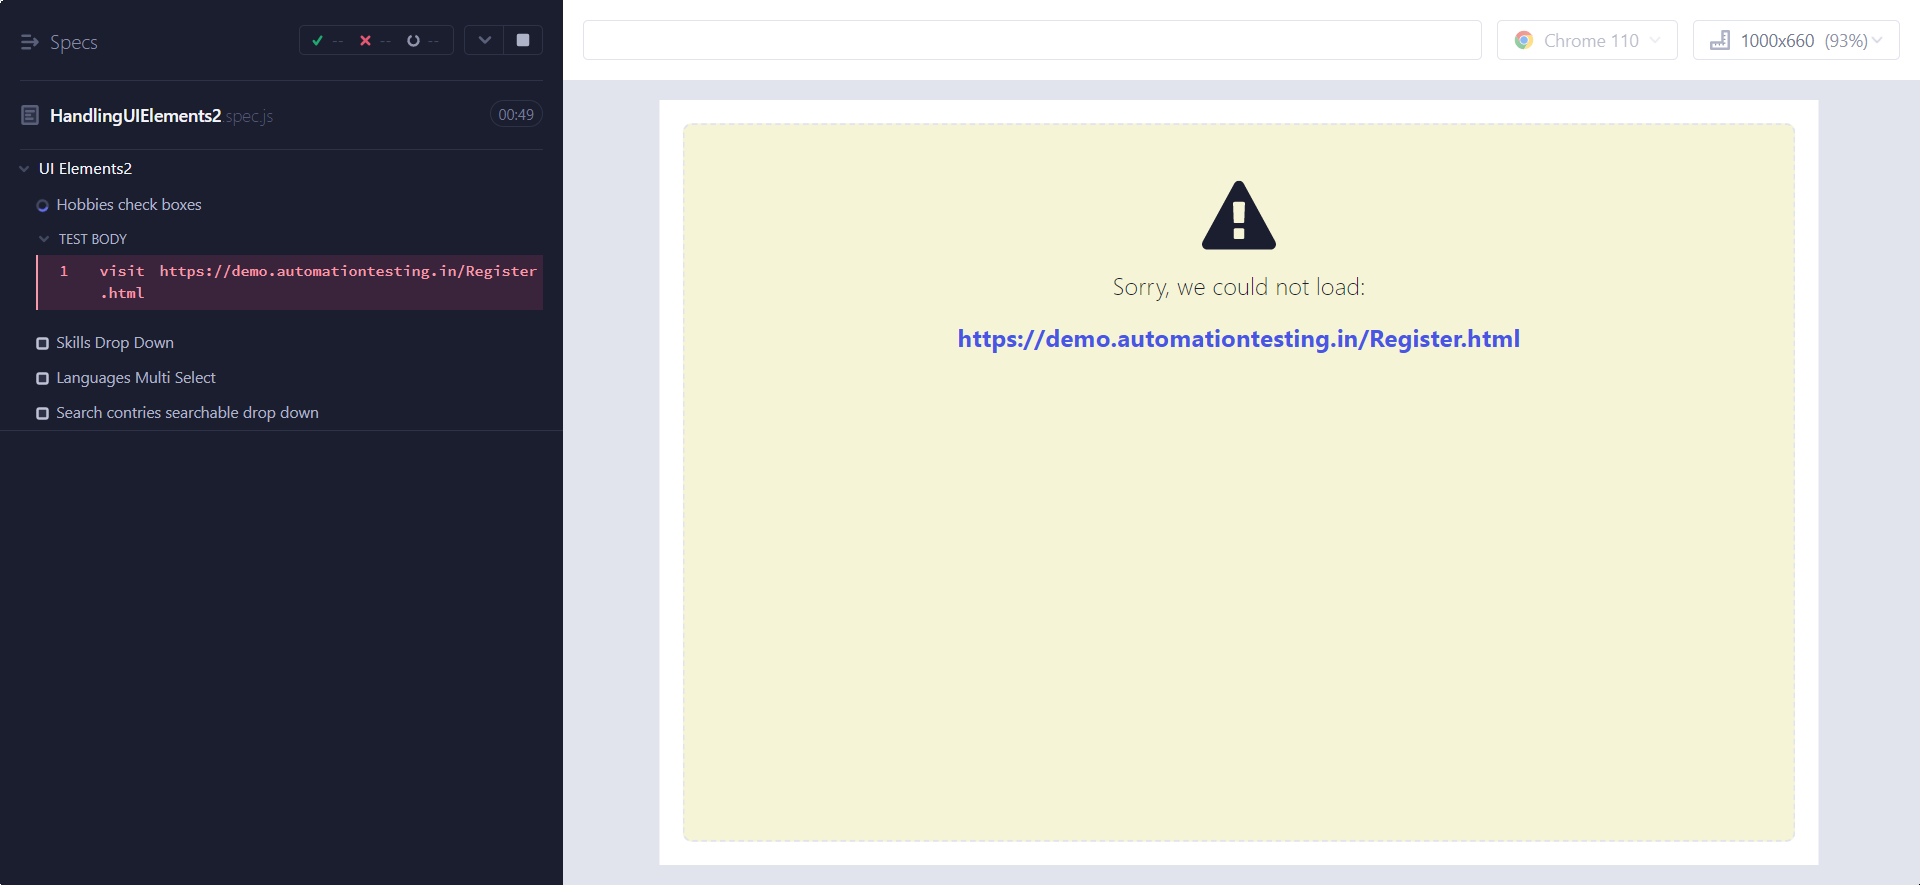 Specs
-- -- --
HandlingUIElements2.spec.js
00:49
UI Elements2
Hobbies check boxes
TEST BODY
1 visit https://demo.automationtesting.in/Register
.html
Skills Drop Down
Languages Multi Select
Search contries searchable drop down
Chrome 110
1000x660 (93%)
Sorry, we could not load:
https://demo.automationtesting.in/Register.html